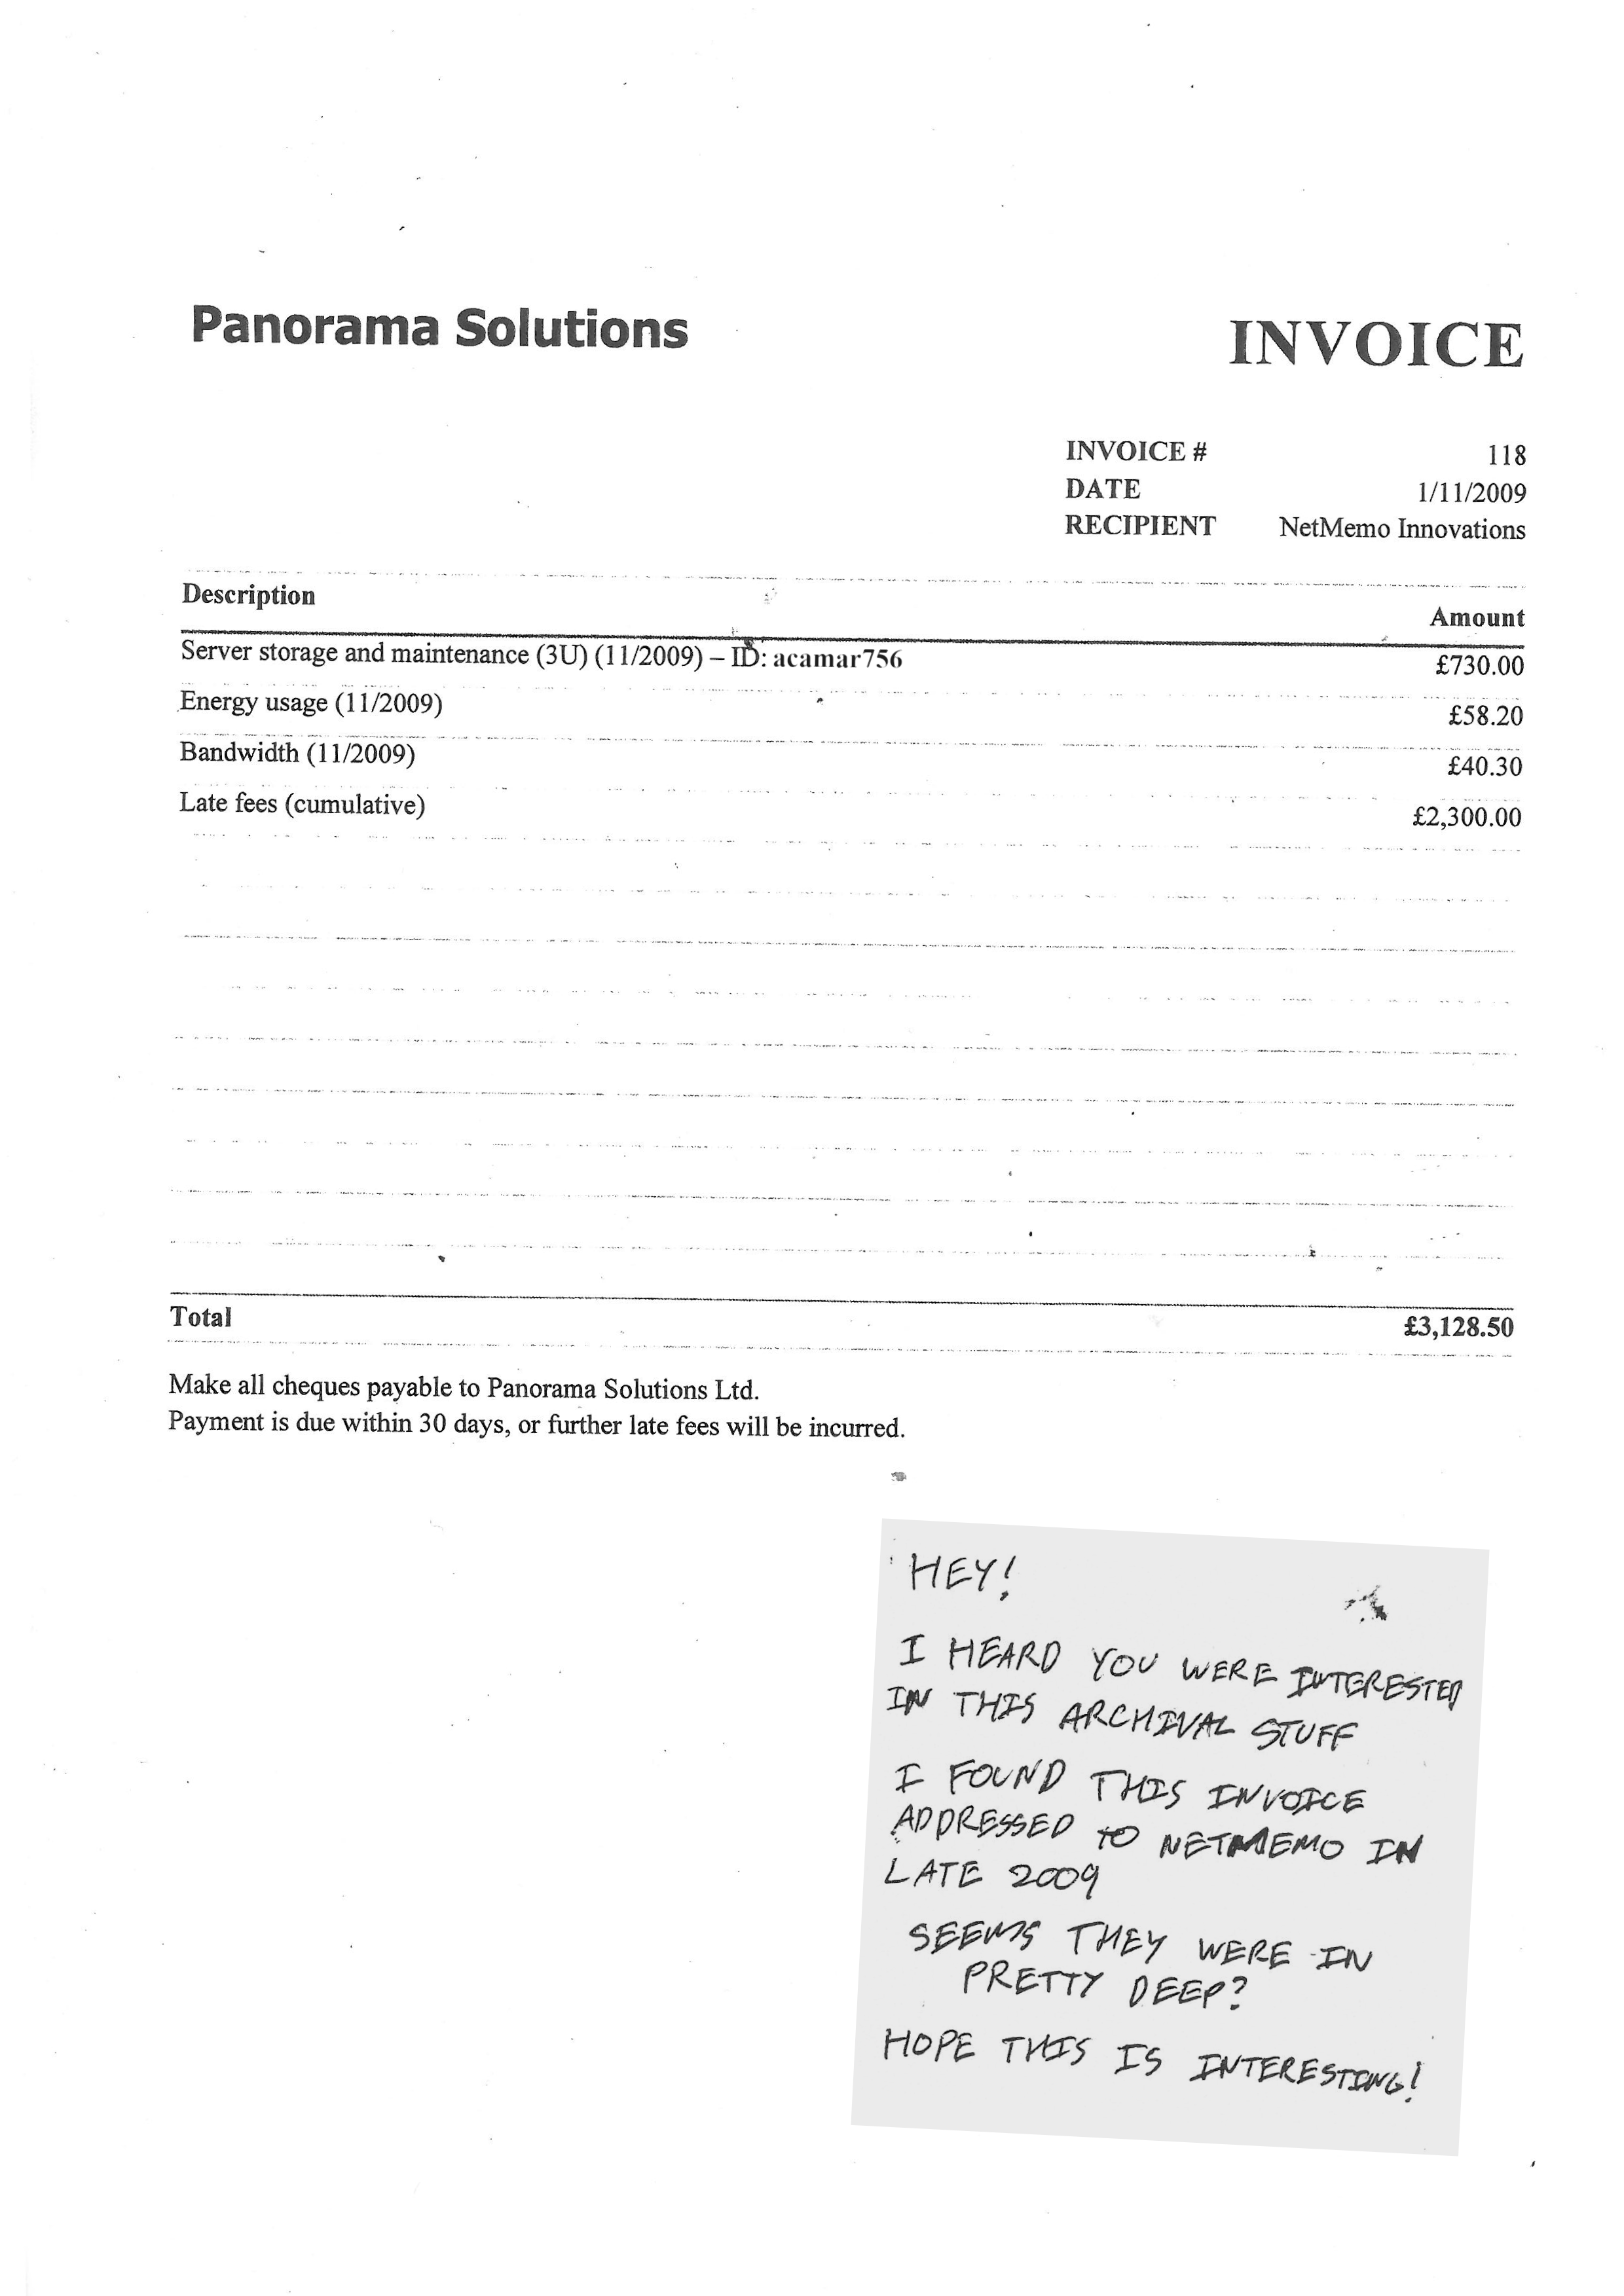 Panorama Solutions
INVOICE
INVOICE # 118
DATE 1/11/2009
RECIPIENT NetMemo Innovations
Description Amount
Server storage and maintenance (3U) (11/2009) – ID: acamar756 £730.00
Energy usage (11/2009) £58.20
Bandwidth (11/2009) £40.30
Late fees (cumulative) £2,300.00
Total £3,128.50
Make all cheques payable to Panorama Solutions Ltd.
Payment is due within 30 days, or further late fees will be incurred.
HEY!
I HEARD YOU WERE INTERESTED
IN THIS ARCHIVAL STUFF
I FOUND THIS INVOICE
ADDRESSED TO NETMEMO IN
LATE 2009
SEEMS THEY WERE IN
PRETTY DEEP?
HOPE THIS IS INTERESTING!